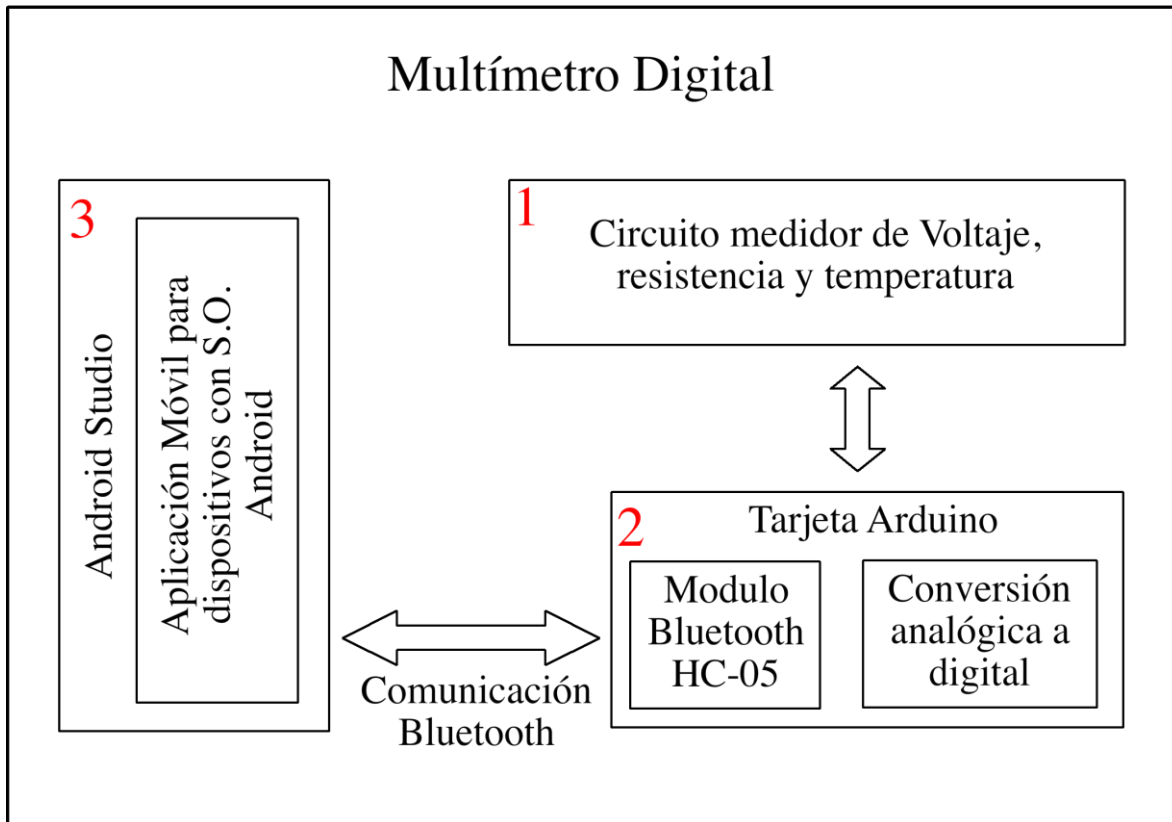 Multímetro Digital
3
Android Studio
Aplicación Móvil para
dispositivos con S.O.
Android
1
Circuito medidor de Voltaje,
resistencia y temperatura
2
Tarjeta Arduino
Modulo
Bluetooth
HC-05
Conversión
analógica a
digital
Comunicación
Bluetooth